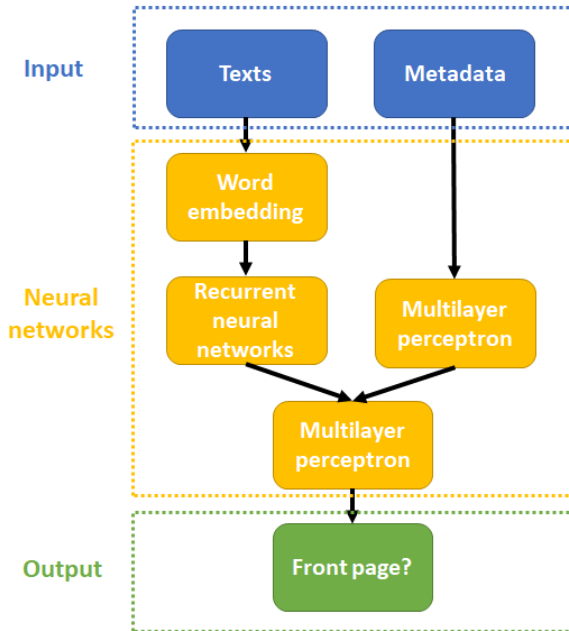 Input
Texts
Metadata
Word
embedding
Neural
networks
Recurrent
neural
networks
Multilayer
perceptron
Multilayer
perceptron
Output
Front page?